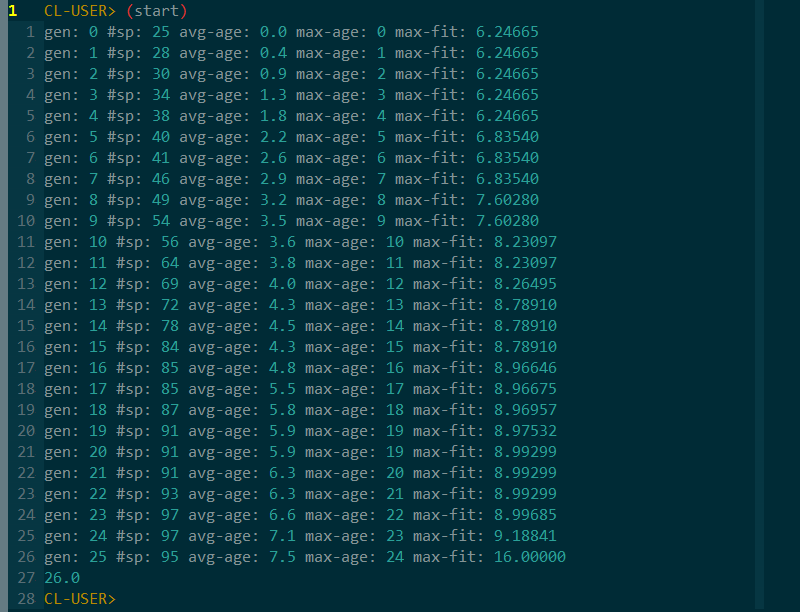 1 CL-USER> (start)
1 gen: 0 #sp: 25 avg-age: 0.0 max-age: 0 max-fit: 6.24665
2 gen: 1 #sp: 28 avg-age: 0.4 max-age: 1 max-fit: 6.24665
3 gen: 2 #sp: 30 avg-age: 0.9 max-age: 2 max-fit: 6.24665
4 gen: 3 #sp: 34 avg-age: 1.3 max-age: 3 max-fit: 6.24665
5 gen: 4 #sp: 38 avg-age: 1.8 max-age: 4 max-fit: 6.24665
6 gen: 5 #sp: 40 avg-age: 2.2 max-age: 5 max-fit: 6.83540
7 gen: 6 #sp: 41 avg-age: 2.6 max-age: 6 max-fit: 6.83540
8 gen: 7 #sp: 46 avg-age: 2.9 max-age: 7 max-fit: 6.83540
9 gen: 8 #sp: 49 avg-age: 3.2 max-age: 8 max-fit: 7.60280
10 gen: 9 #sp: 54 avg-age: 3.5 max-age: 9 max-fit: 7.60280
11 gen: 10 #sp: 56 avg-age: 3.6 max-age: 10 max-fit: 8.23097
12 gen: 11 #sp: 64 avg-age: 3.8 max-age: 11 max-fit: 8.23097
13 gen: 12 #sp: 69 avg-age: 4.0 max-age: 12 max-fit: 8.26495
14 gen: 13 #sp: 72 avg-age: 4.3 max-age: 13 max-fit: 8.78910
15 gen: 14 #sp: 78 avg-age: 4.5 max-age: 14 max-fit: 8.78910
16 gen: 15 #sp: 84 avg-age: 4.3 max-age: 15 max-fit: 8.78910
17 gen: 16 #sp: 85 avg-age: 4.8 max-age: 16 max-fit: 8.96646
18 gen: 17 #sp: 85 avg-age: 5.5 max-age: 17 max-fit: 8.96675
19 gen: 18 #sp: 87 avg-age: 5.8 max-age: 18 max-fit: 8.96957
20 gen: 19 #sp: 91 avg-age: 5.9 max-age: 19 max-fit: 8.97532
21 gen: 20 #sp: 91 avg-age: 5.9 max-age: 19 max-fit: 8.99299
22 gen: 21 #sp: 91 avg-age: 6.3 max-age: 20 max-fit: 8.99299
23 gen: 22 #sp: 93 avg-age: 6.3 max-age: 21 max-fit: 8.99299
24 gen: 23 #sp: 97 avg-age: 6.6 max-age: 22 max-fit: 8.99685
25 gen: 24 #sp: 97 avg-age: 7.1 max-age: 23 max-fit: 9.18841
26 gen: 25 #sp: 95 avg-age: 7.5 max-age: 24 max-fit: 16.00000
27 26.0
28 CL-USER>